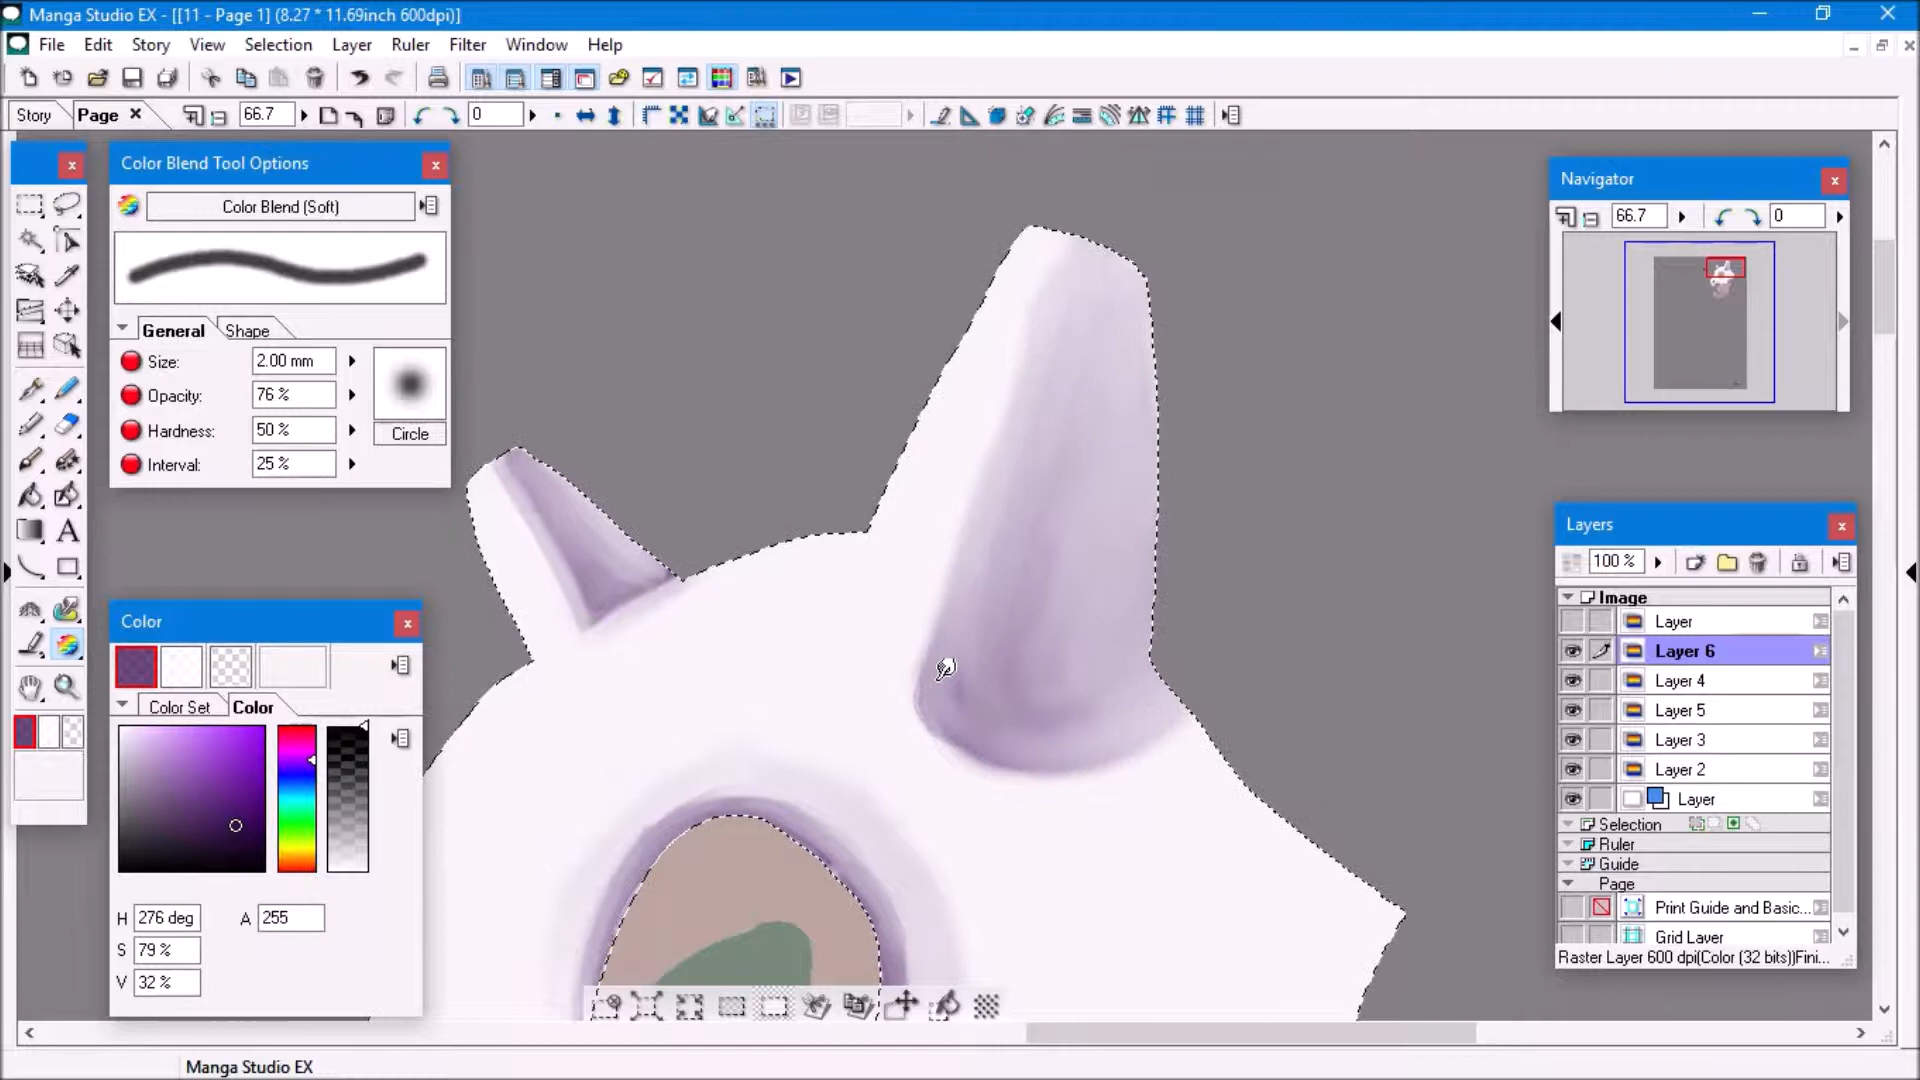 Manga Studio EX - [[11 - Page 1] (8.27 * 11.69inch 600dpi)]
File Edit Story View Selection Layer Ruler Filter Window Help
Story Page 66.7 0
Color Blend Tool Options
Color Blend (Soft)
General Shape
Size: 2.00 mm
Opacity: 76 %
Hardness: 50 %
Interval: 25 %
Circle
Color
Color Set Color
H 276 deg A 255
S 79 %
V 32 %
Navigator
66.7 0
Layers
100 %
Image
Layer
Layer 6
Layer 4
Layer 5
Layer 3
Layer 2
Layer
Selection
Ruler
Guide
Page
Print Guide and Basic...
Grid Layer
Raster Layer 600 dpi(Color (32 bits))Fini...
Manga Studio EX